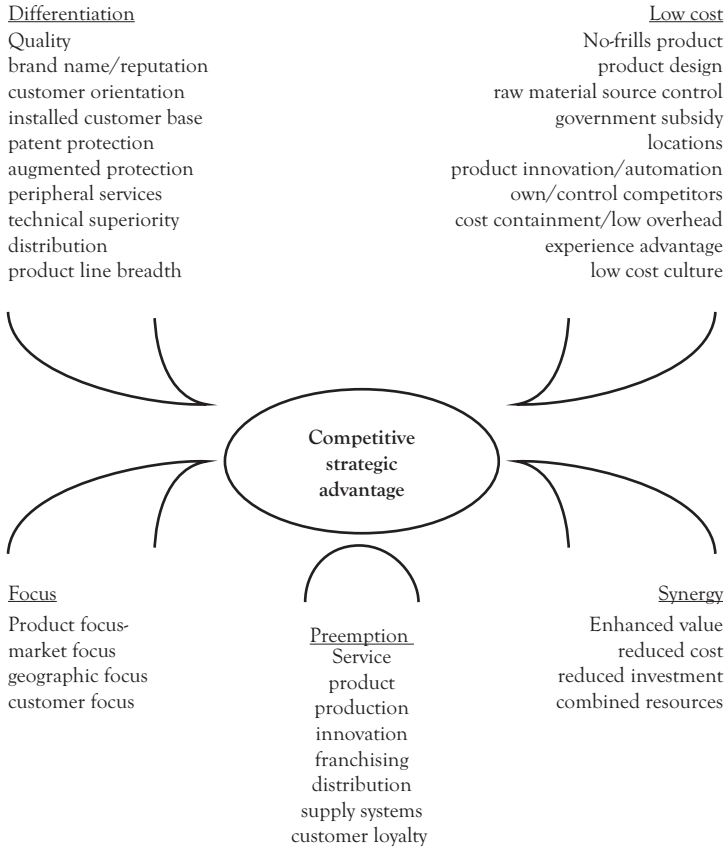 Differentiation
Quality
brand name/reputation
customer orientation
installed customer base
patent protection
augmented protection
peripheral services
technical superiority
distribution
product line breadth
Low cost
No-frills product
product design
raw material source control
government subsidy
locations
product innovation/automation
own/control competitors
cost containment/low overhead
experience advantage
low cost culture
Competitive
strategic
advantage
Focus
Product focus-
market focus
geographic focus
customer focus
Preemption
Service
product
production
innovation
franchising
distribution
supply systems
customer loyalty
Synergy
Enhanced value
reduced cost
reduced investment
combined resources